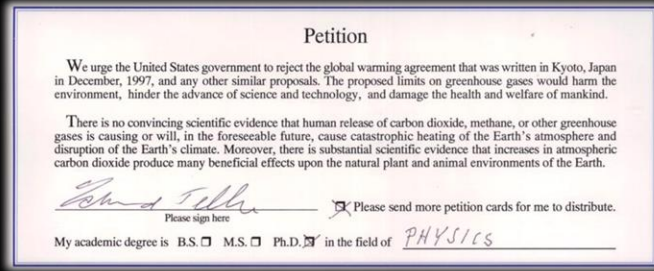 Petition
We urge the United States government to reject the global warming agreement that was written in Kyoto, Japan
in December, 1997, and any other similar proposals. The proposed limits on greenhouse gases would harm the
environment, hinder the advance of science and technology, and damage the health and welfare of mankind.
There is no convincing scientific evidence that human release of carbon dioxide, methane, or other greenhouse
gases is causing or will, in the foreseeable future, cause catastrophic heating of the Earth's atmosphere and
disruption of the Earth's climate. Moreover, there is substantial scientific evidence that increases in atmospheric
carbon dioxide produce many beneficial effects upon the natural plant and animal environments of the Earth.
Edward Teller
Please send more petition cards for me to distribute.
Please sign here
My academic degree is B.S. M.S. Ph.D. in the field of PHYSICS